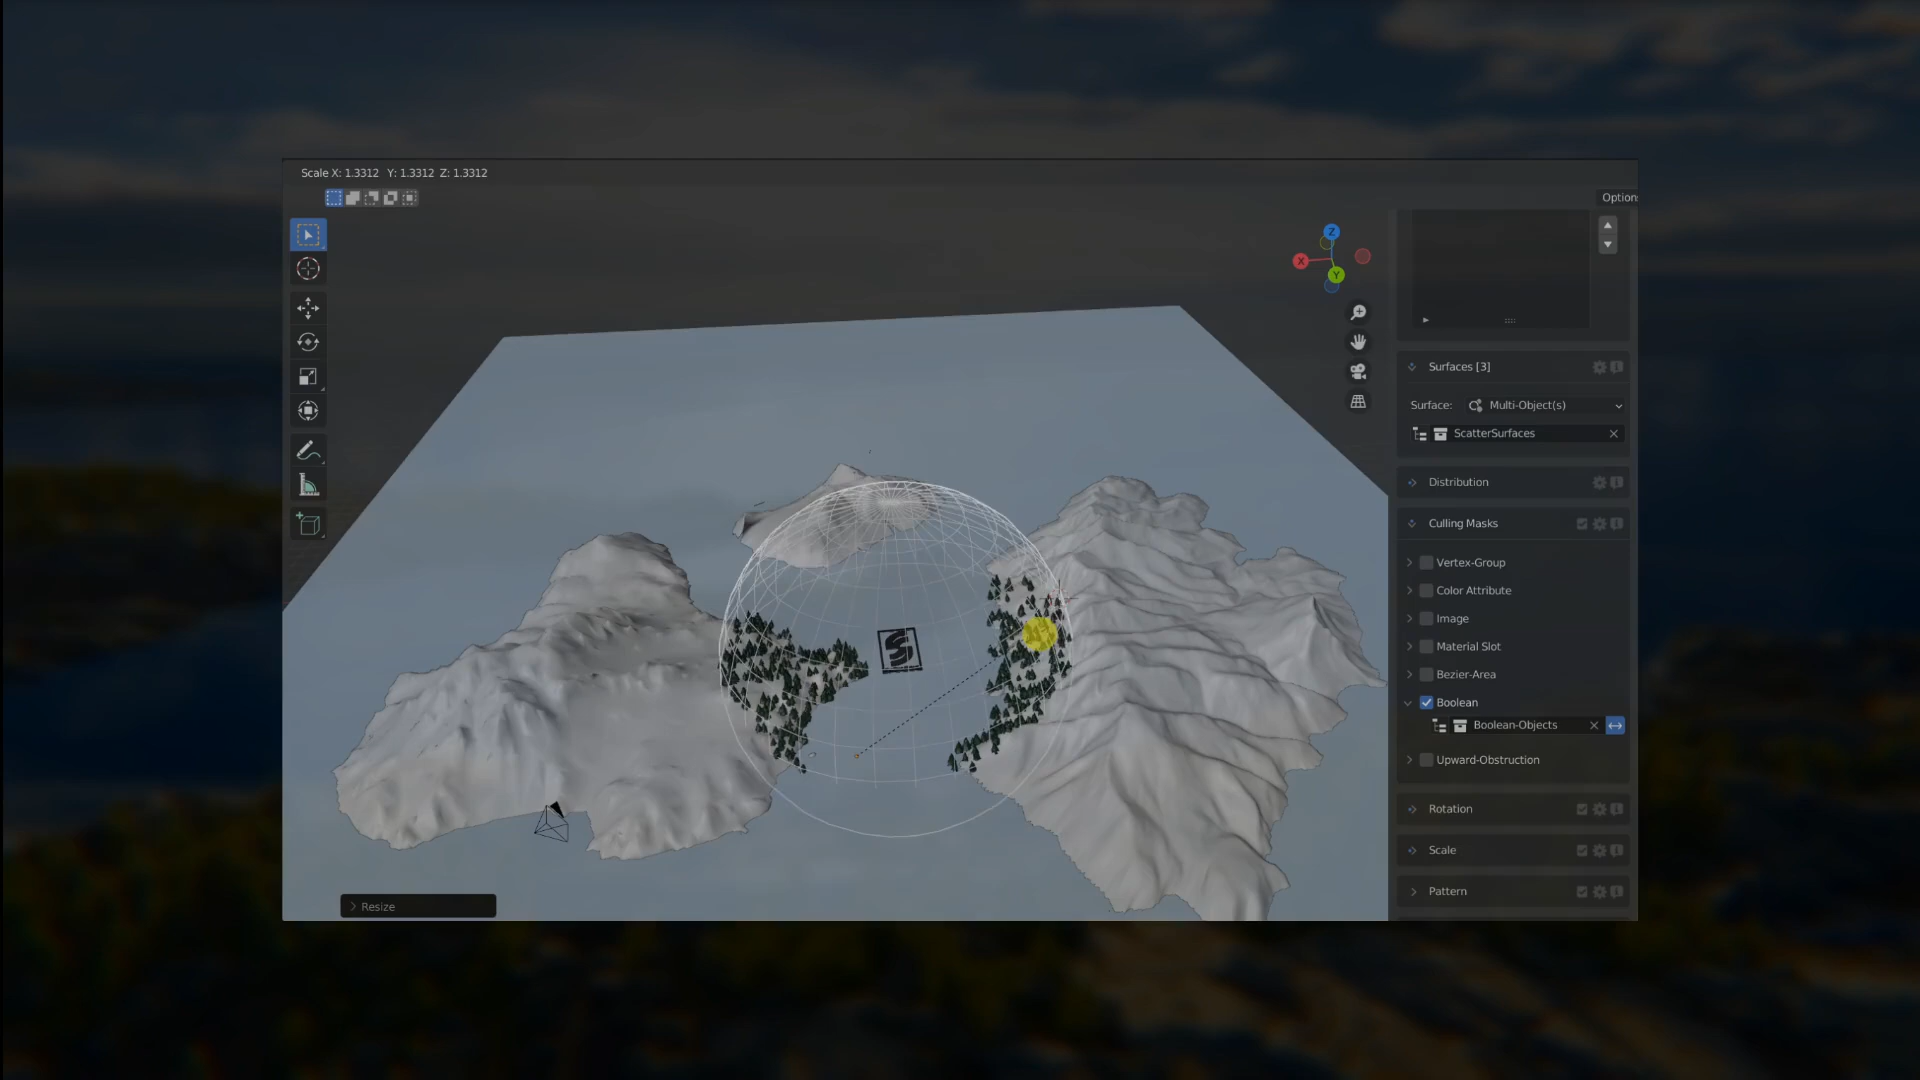 Scale X: 1.3312 Y: 1.3312 Z: 1.3312
Options
Z
X
Y
Surfaces [3]
Surface: Multi-Object(s)
ScatterSurfaces
Distribution
Culling Masks
Vertex-Group
Color Attribute
Image
Material Slot
Bezier-Area
Boolean
Boolean-Objects
Upward-Obstruction
Rotation
Scale
Pattern
Resize